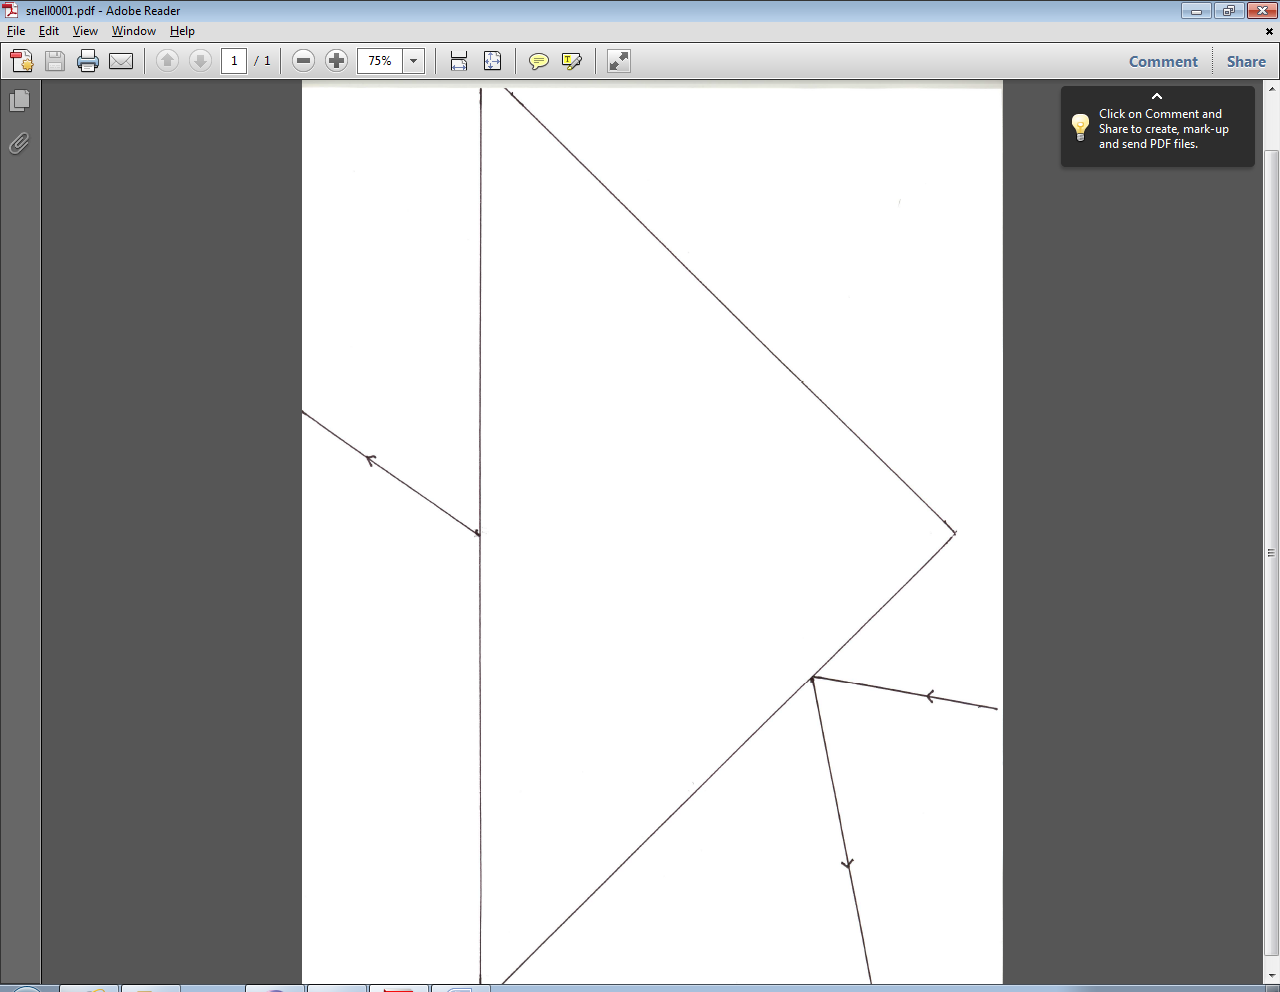 snell0001.pdf - Adobe Reader
File Edit View Window Help
1 / 1 75% Comment Share
Click on Comment and
Share to create, mark-up
and send PDF files.